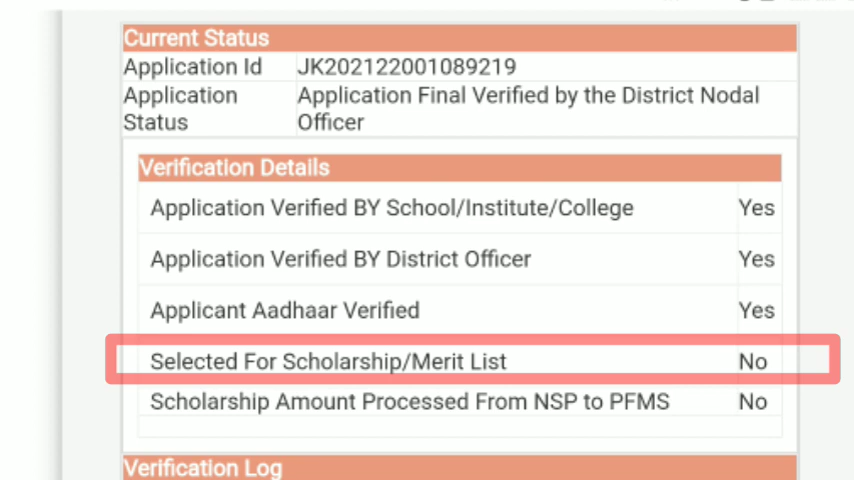 Current Status
Application Id JK202122001089219
Application Status Application Final Verified by the District Nodal Officer
Verification Details
Application Verified BY School/Institute/College Yes
Application Verified BY District Officer Yes
Applicant Aadhaar Verified Yes
Selected For Scholarship/Merit List No
Scholarship Amount Processed From NSP to PFMS No
Verification Log